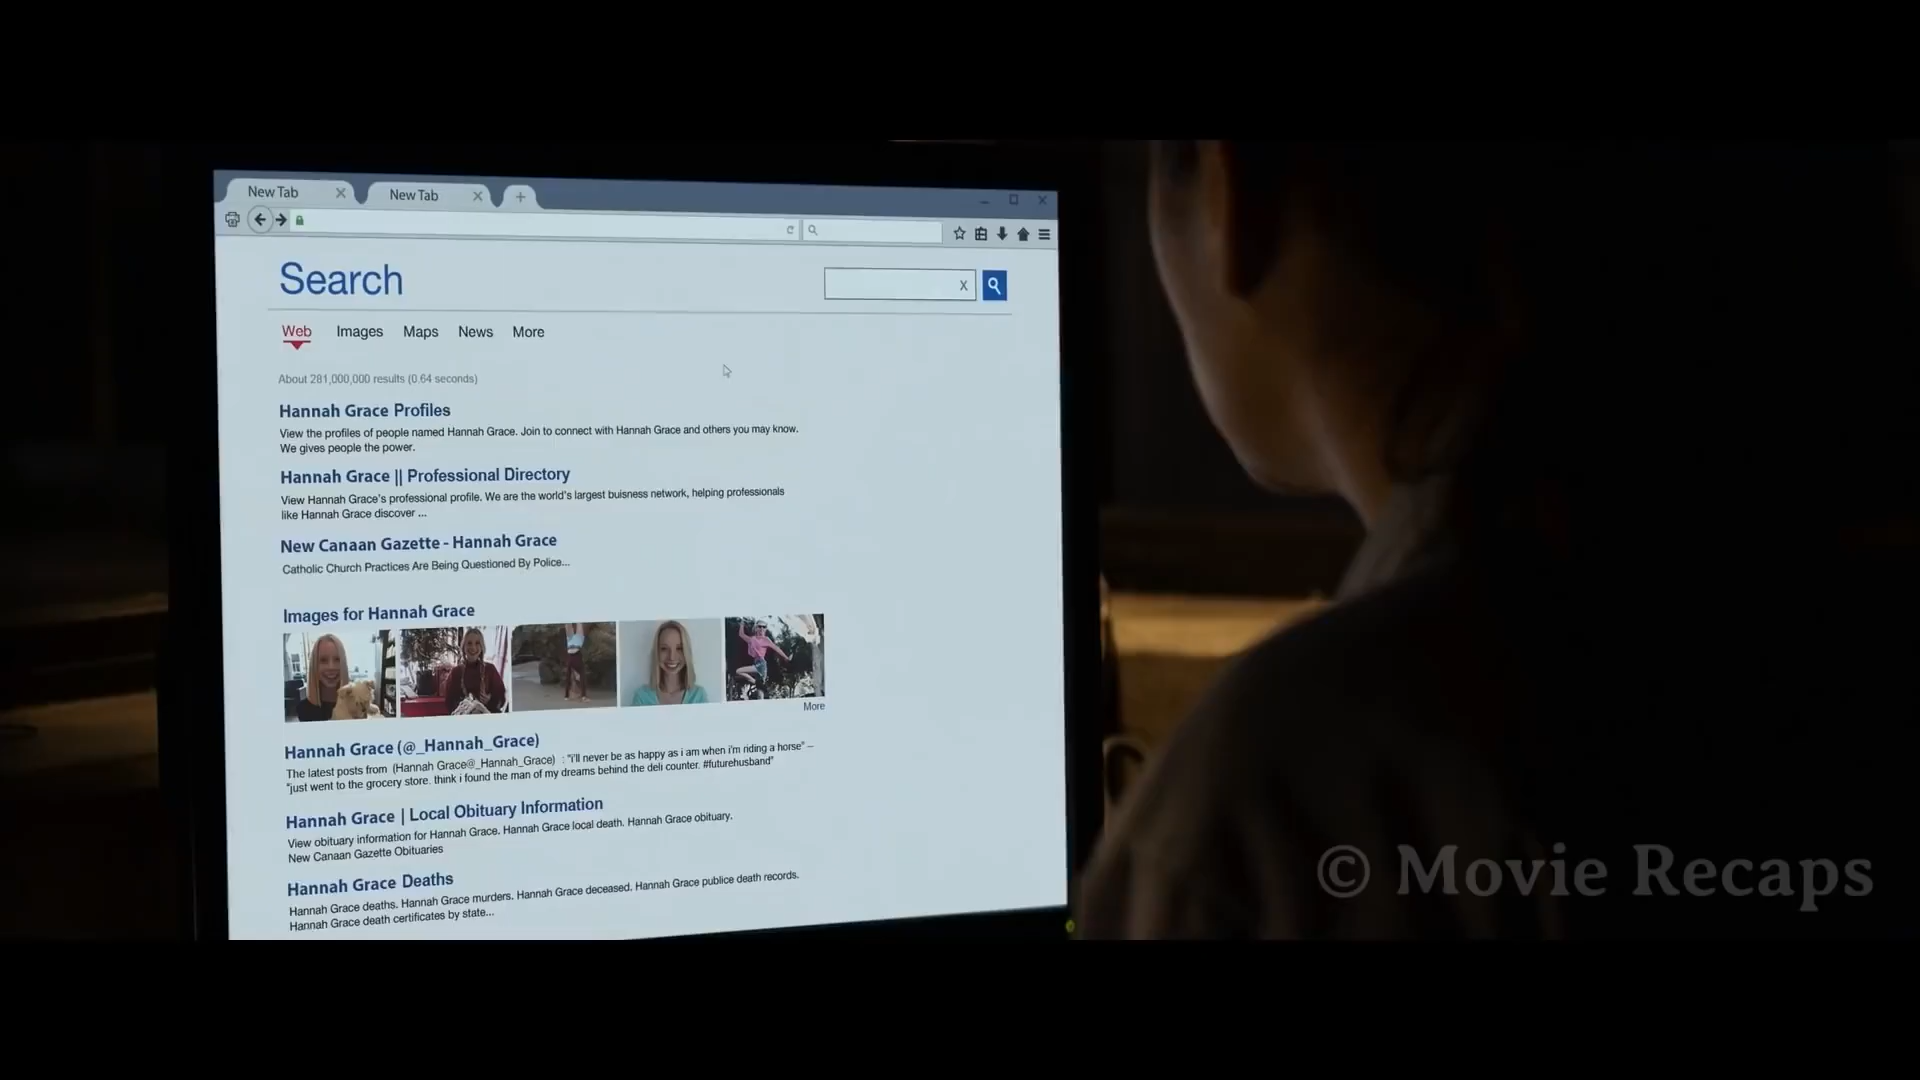 New Tab
New Tab
Search
X
Web Images Maps News More
About 281,000,000 results (0.64 seconds)
Hannah Grace Profiles
View the profiles of people named Hannah Grace. Join to connect with Hannah Grace and others you may know.
We gives people the power.
Hannah Grace || Professional Directory
View Hannah Grace's professional profile. We are the world's largest buisness network, helping professionals
like Hannah Grace discover ...
New Canaan Gazette - Hannah Grace
Catholic Church Practices Are Being Questioned By Police...
Images for Hannah Grace
More
Hannah Grace (@_Hannah_Grace)
The latest posts from (Hannah Grace@_Hannah_Grace) : "i'll never be as happy as i am when i'm riding a horse" –
"just went to the grocery store. think i found the man of my dreams behind the deli counter. #futurehusband"
Hannah Grace | Local Obituary Information
View obituary information for Hannah Grace. Hannah Grace local death. Hannah Grace obituary.
New Canaan Gazette Obituaries
Hannah Grace Deaths
Hannah Grace deaths. Hannah Grace murders. Hannah Grace deceased. Hannah Grace publice death records.
Hannah Grace death certificates by state...
© Movie Recaps